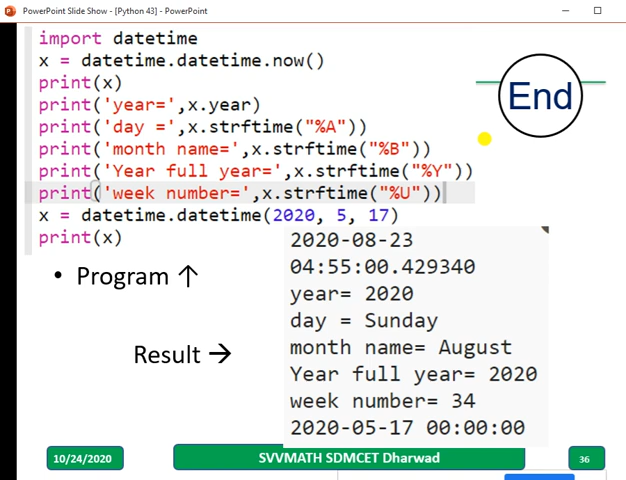 PowerPoint Slide Show - [Python 43] - PowerPoint
import datetime
x = datetime.datetime.now()
print(x)
print('year=',x.year)
print('day =',x.strftime("%A"))
print('month name=',x.strftime("%B"))
print('Year full year=',x.strftime("%Y"))
print('week number=',x.strftime("%U"))
x = datetime.datetime(2020, 5, 17)
print(x)
End
• Program ↑
Result →
2020-08-23
04:55:00.429340
year= 2020
day = Sunday
month name= August
Year full year= 2020
week number= 34
2020-05-17 00:00:00
10/24/2020
SVVMATH SDMCET Dharwad
36